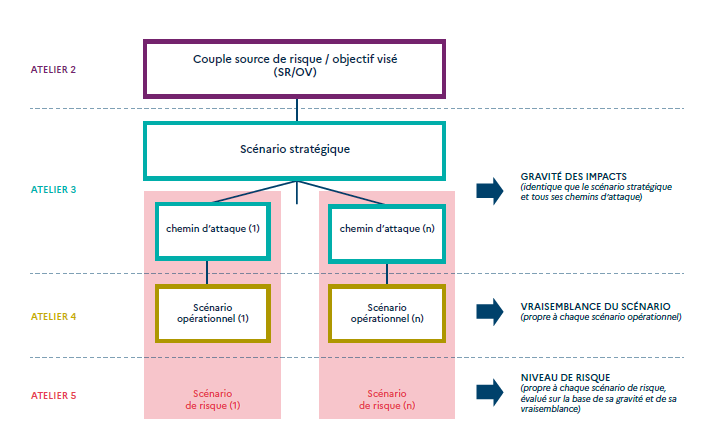 ATELIER 2
Couple source de risque / objectif visé
(SR/OV)
Scénario stratégique
ATELIER 3
GRAVITÉ DES IMPACTS
(identique que le scénario stratégique
et tous ses chemins d'attaque)
chemin d'attaque (1)
chemin d'attaque (n)
ATELIER 4
Scénario
opérationnel (1)
Scénario
opérationnel (n)
VRAISEMBLANCE DU SCÉNARIO
(propre à chaque scénario opérationnel)
ATELIER 5
Scénario
de risque (1)
Scénario
de risque (n)
NIVEAU DE RISQUE
(propre à chaque scénario de risque,
évalué sur la base de sa gravité et de sa
vraisemblance)